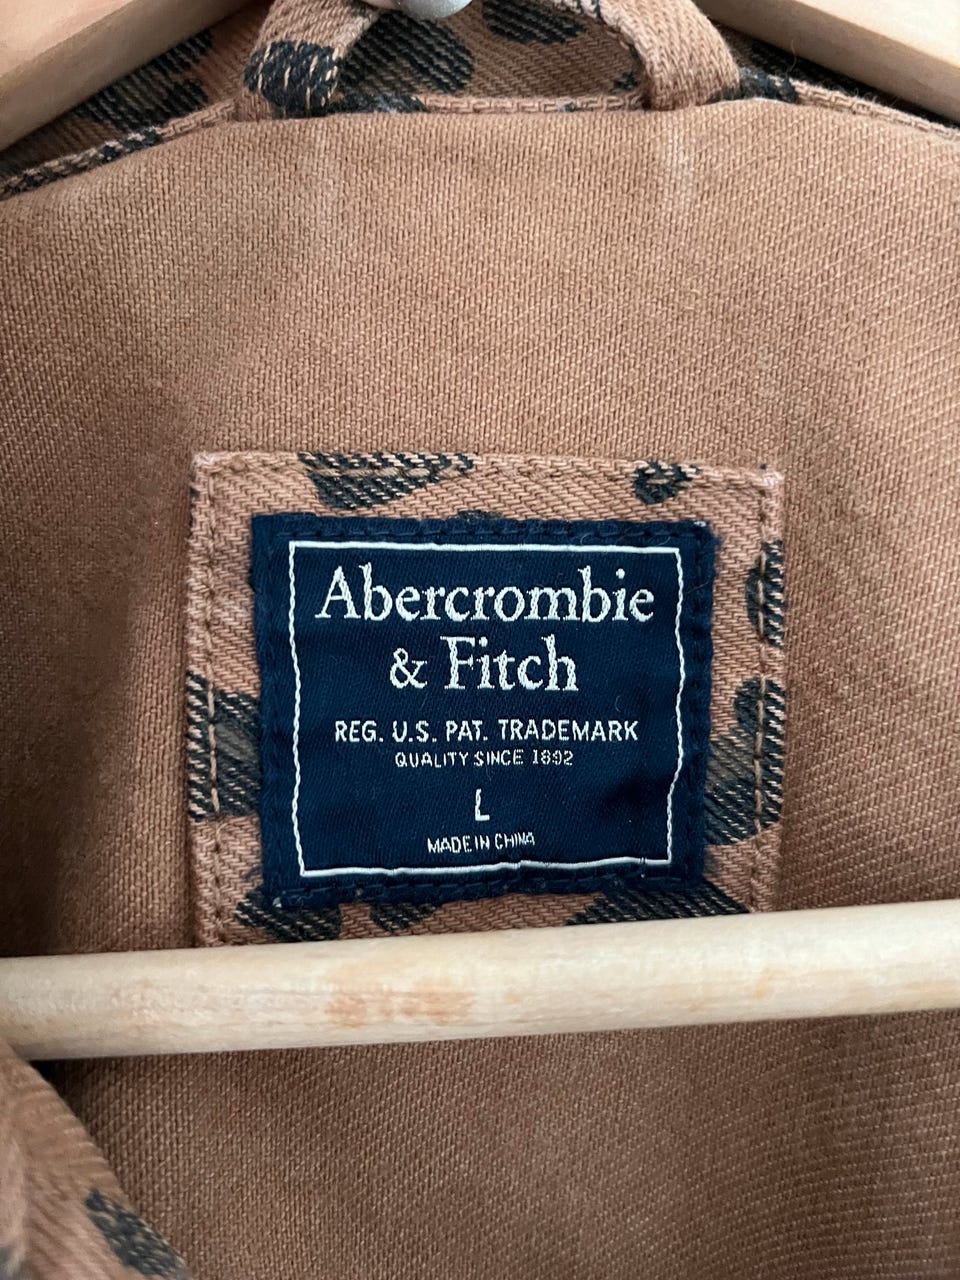 Abercrombie
& Fitch
REG. U.S. PAT. TRADEMARK
QUALITY SINCE 1892
L
MADE IN CHINA